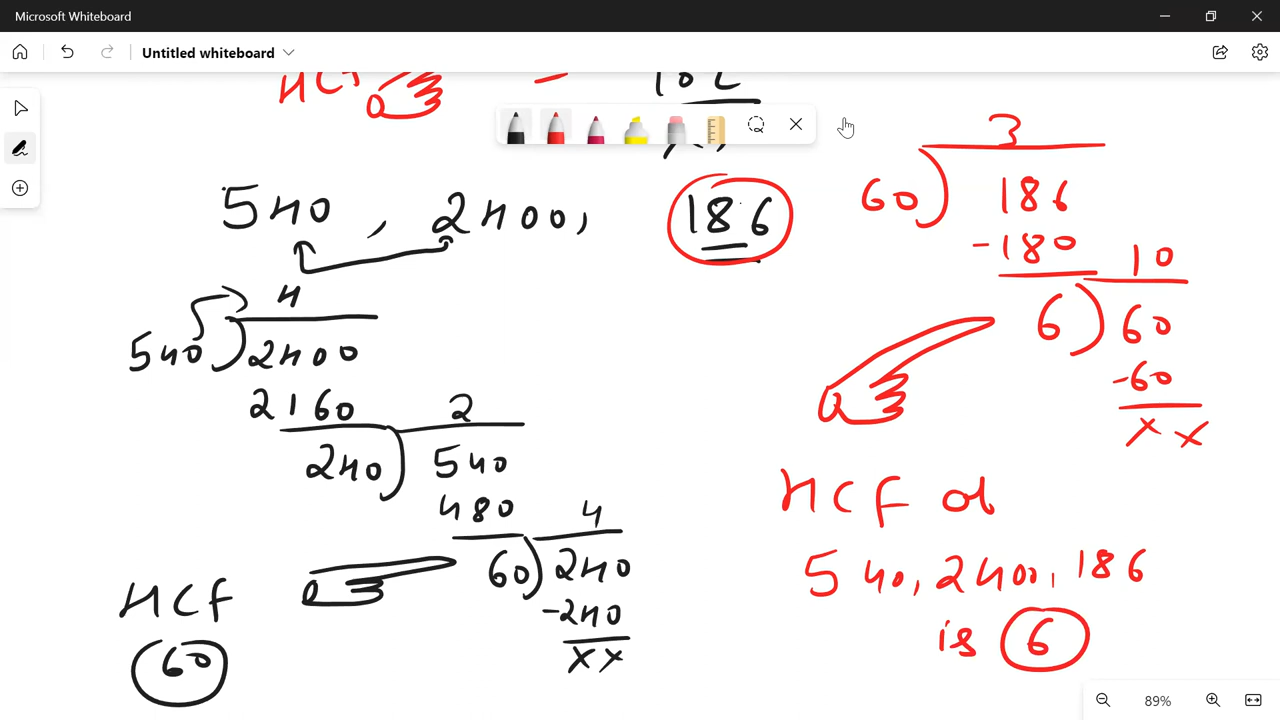 Microsoft Whiteboard
Untitled whiteboard
HCF =
540, 2400, 186
4
540)2400
2160
2
240)540
480
4
60)240
-240
xx
HCF
60
3
60)186
-180
10
6)60
-60
xx
HCF of
540, 2400, 186
is 6
89%